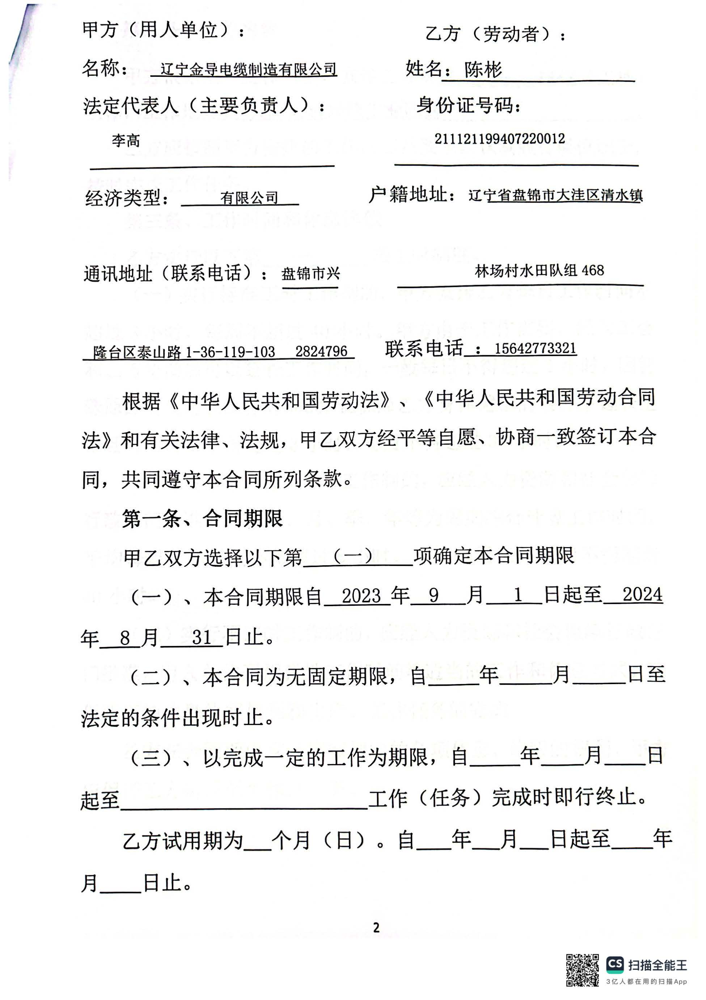 甲方（用人单位）：
乙方（劳动者）：
名称： 辽宁金导电缆制造有限公司
姓名：陈彬
法定代表人（主要负责人）：
身份证号码：
李高
211121199407220012
经济类型： 有限公司
户籍地址： 辽宁省盘锦市大洼区清水镇
通讯地址（联系电话）： 盘锦市兴
林场村水田队组 468
隆台区泰山路 1-36-119-103 2824796
联系电话 ：15642773321
根据《中华人民共和国劳动法》、《中华人民共和国劳动合同
法》和有关法律、法规，甲乙双方经平等自愿、协商一致签订本合
同，共同遵守本合同所列条款。
第一条、合同期限
甲乙双方选择以下第 （一） 项确定本合同期限
（一）、本合同期限自 2023 年 9 月 1 日起至 2024
年 8 月 31 日止。
（二）、本合同为无固定期限，自____年____月____日至
法定的条件出现时止。
（三）、以完成一定的工作为期限，自____年____月____日
起至____________________工作（任务）完成时即行终止。
乙方试用期为__个月（日）。自___年__月__日起至___年
月___日止。
2
CS 扫描全能王
3亿人都在用的扫描App